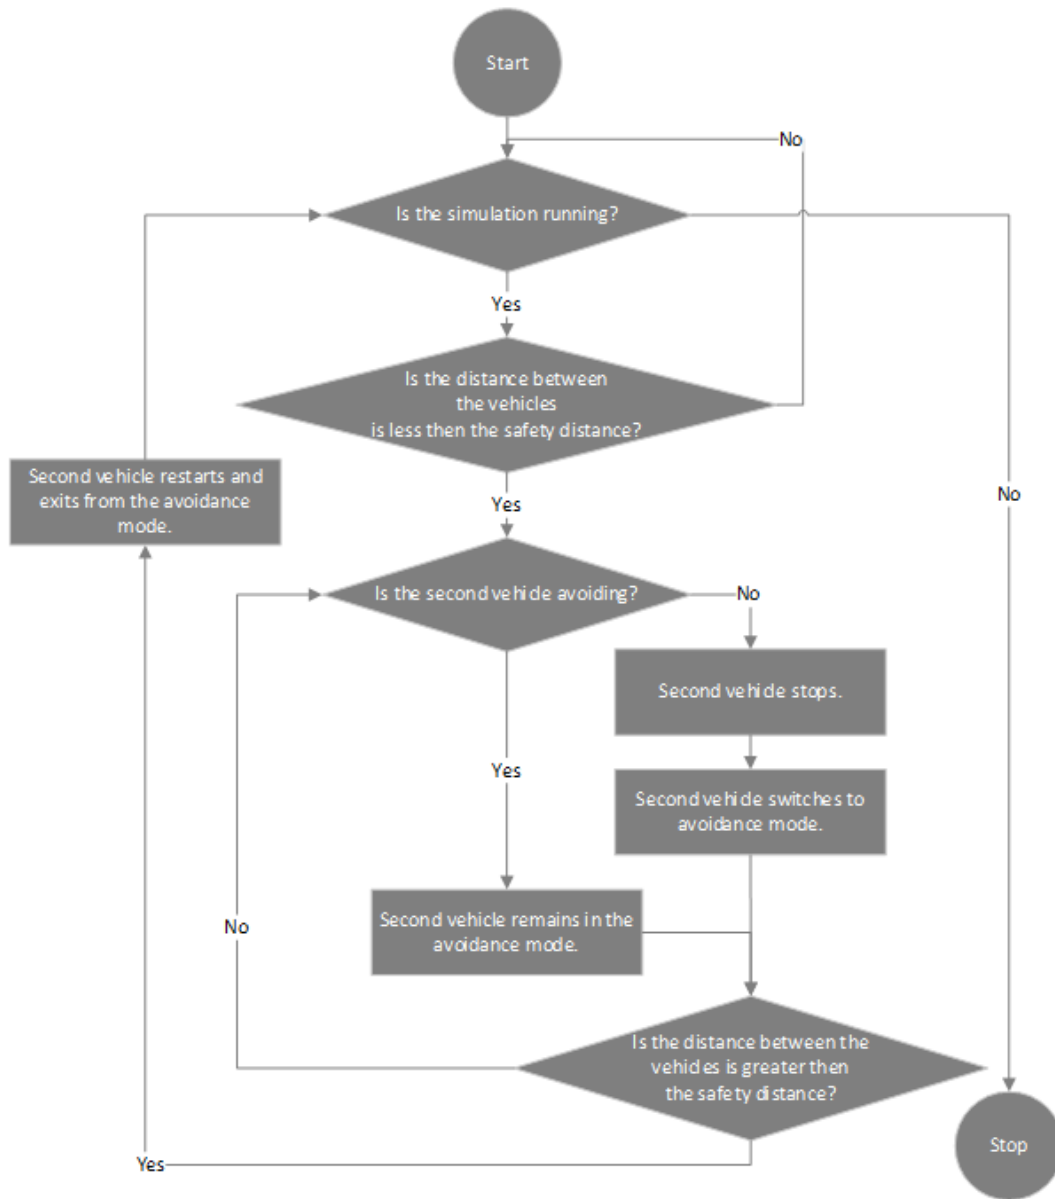 Start
No
Is the simulation running?
Yes
Is the distance between
the vehicles
is less then the safety distance?
Second vehicle restarts and
exits from the avoidance
mode.
No
Yes
Is the second vehicle avoiding?
No
Second vehicle stops.
Yes
Second vehicle switches to
avoidance mode.
No
Second vehicle remains in the
avoidance mode.
Is the distance between the
vehicles is greater then
the safety distance?
Stop
Yes